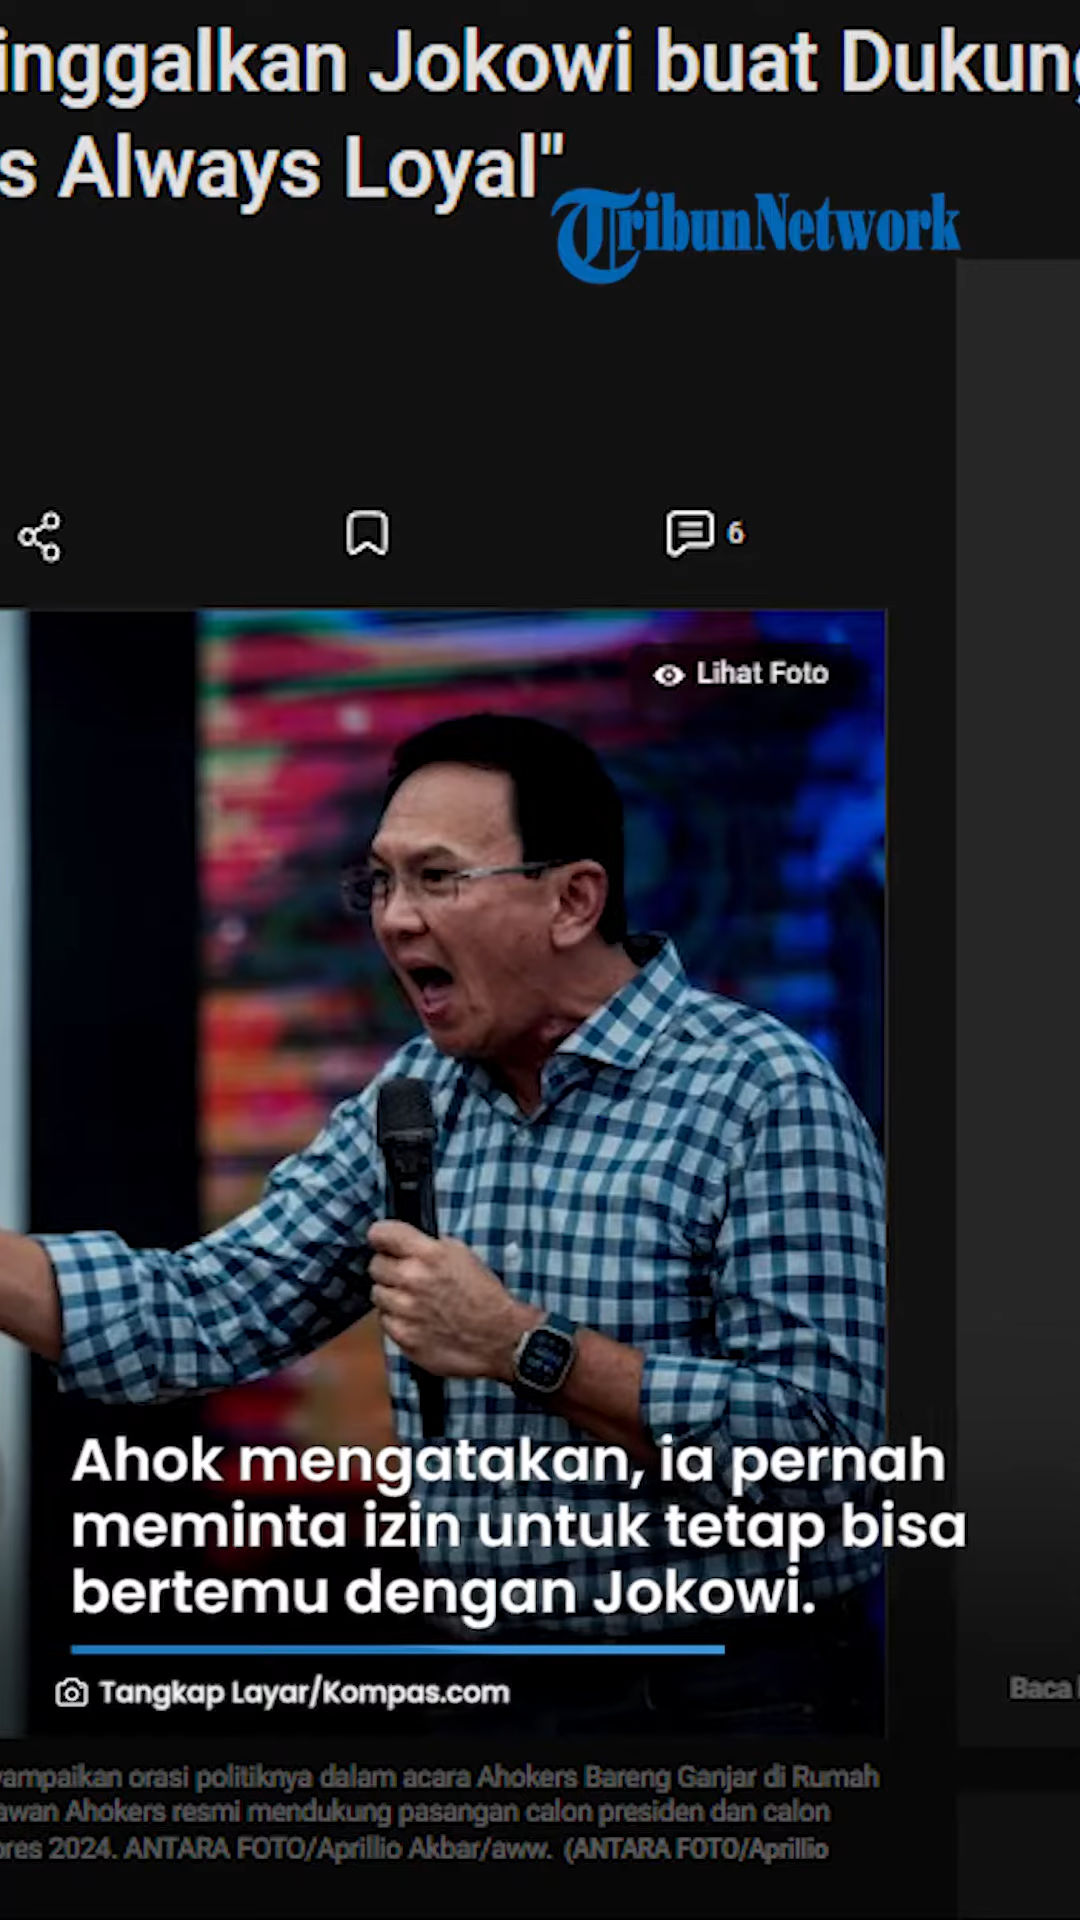 inggalkan Jokowi buat Dukung
s Always Loyal"
TribunNetwork
6
Lihat Foto
Ahok mengatakan, ia pernah
meminta izin untuk tetap bisa
bertemu dengan Jokowi.
Tangkap Layar/Kompas.com
Baca
yampaikan orasi politiknya dalam acara Ahokers Bareng Ganjar di Rumah
awan Ahokers resmi mendukung pasangan calon presiden dan calon
pres 2024. ANTARA FOTO/Aprillio Akbar/aww. (ANTARA FOTO/Aprillio